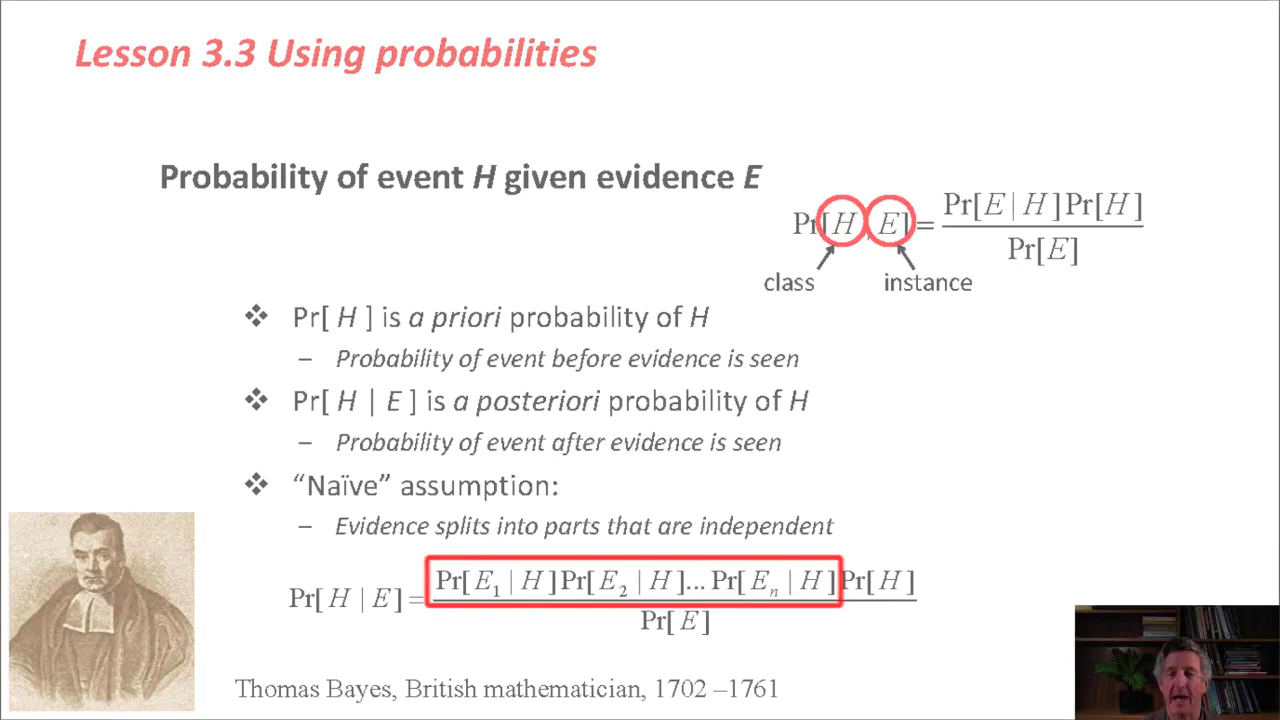 Lesson 3.3 Using probabilities
Probability of event H given evidence E
Pr[H E] = Pr[E | H]Pr[H] / Pr[E]
class instance
❖ Pr[ H ] is a priori probability of H
– Probability of event before evidence is seen
❖ Pr[ H | E ] is a posteriori probability of H
– Probability of event after evidence is seen
❖ “Naïve” assumption:
– Evidence splits into parts that are independent
Pr[ H | E] = Pr[ E₁ | H ]Pr[ E₂ | H ]... Pr[ Eₙ | H ]Pr[ H ] / Pr[ E ]
Thomas Bayes, British mathematician, 1702 –1761